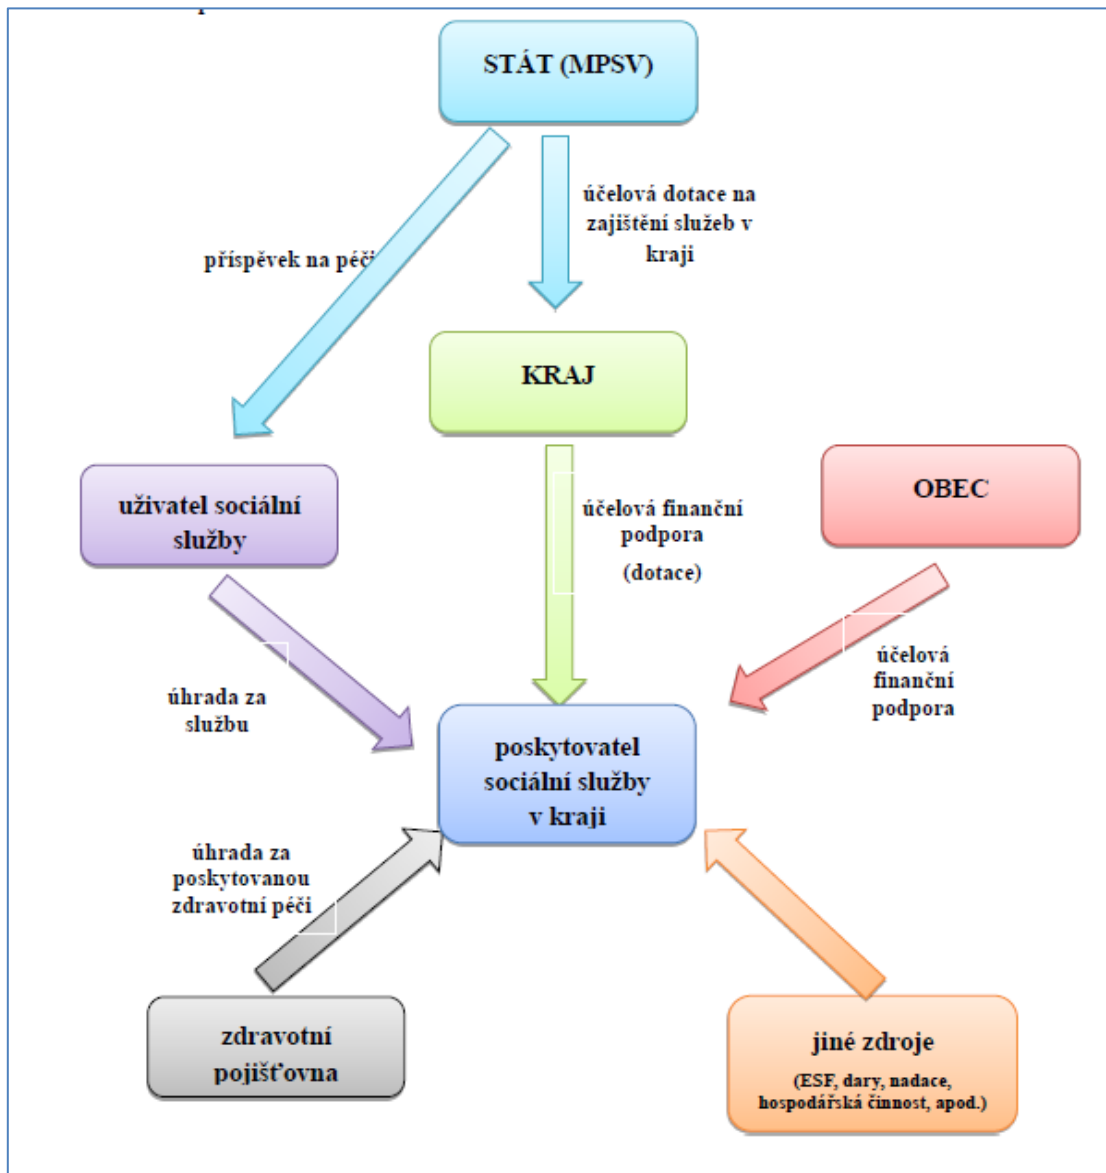 STÁT (MPSV)
účelová dotace na
zajištění služeb v
kraji
příspěvek na péči
KRAJ
OBEC
uživatel sociální
služby
účelová finanční
podpora
(dotace)
účelová
finanční
podpora
úhrada za
službu
poskytovatel
sociální služby
v kraji
úhrada za
poskytovanou
zdravotní péči
zdravotní
pojišťovna
jiné zdroje
(ESF, dary, nadace,
hospodářská činnost, apod.)